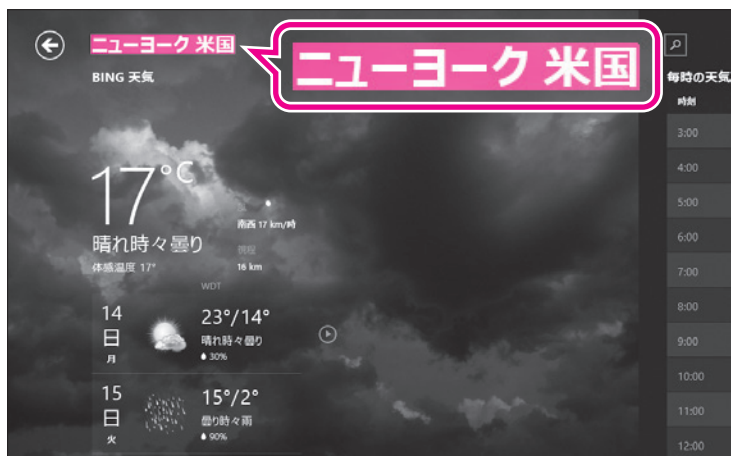 ニューヨーク 米国
ニューヨーク 米国
BING 天気
17°C
晴れ時々曇り
体感温度 17°
南西 17 km/時
視程
16 km
WDT
14
日
月
23°/14°
晴れ時々曇り
30%
15
日
火
15°/2°
曇り時々雨
90%
毎時の天気
時刻
3:00
4:00
5:00
6:00
7:00
8:00
9:00
10:00
11:00
12:00